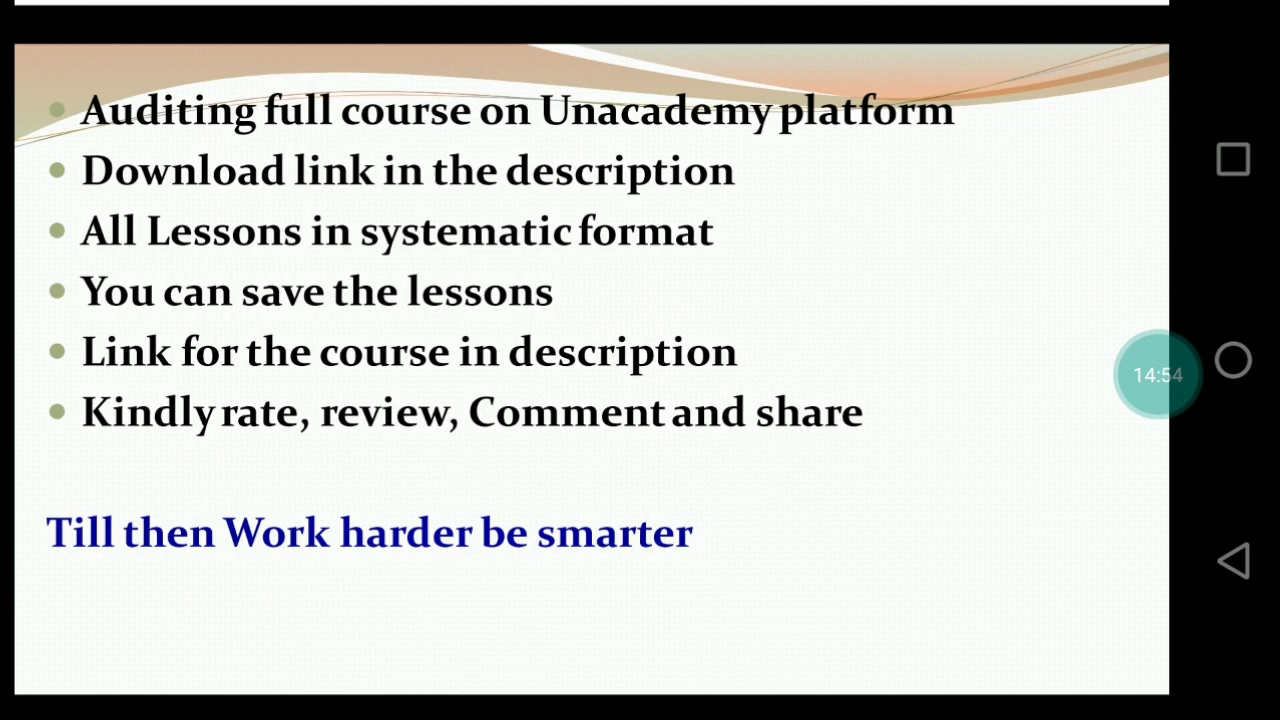 Auditing full course on Unacademy platform
Download link in the description
All Lessons in systematic format
You can save the lessons
Link for the course in description
Kindly rate, review, Comment and share
14:54
Till then Work harder be smarter